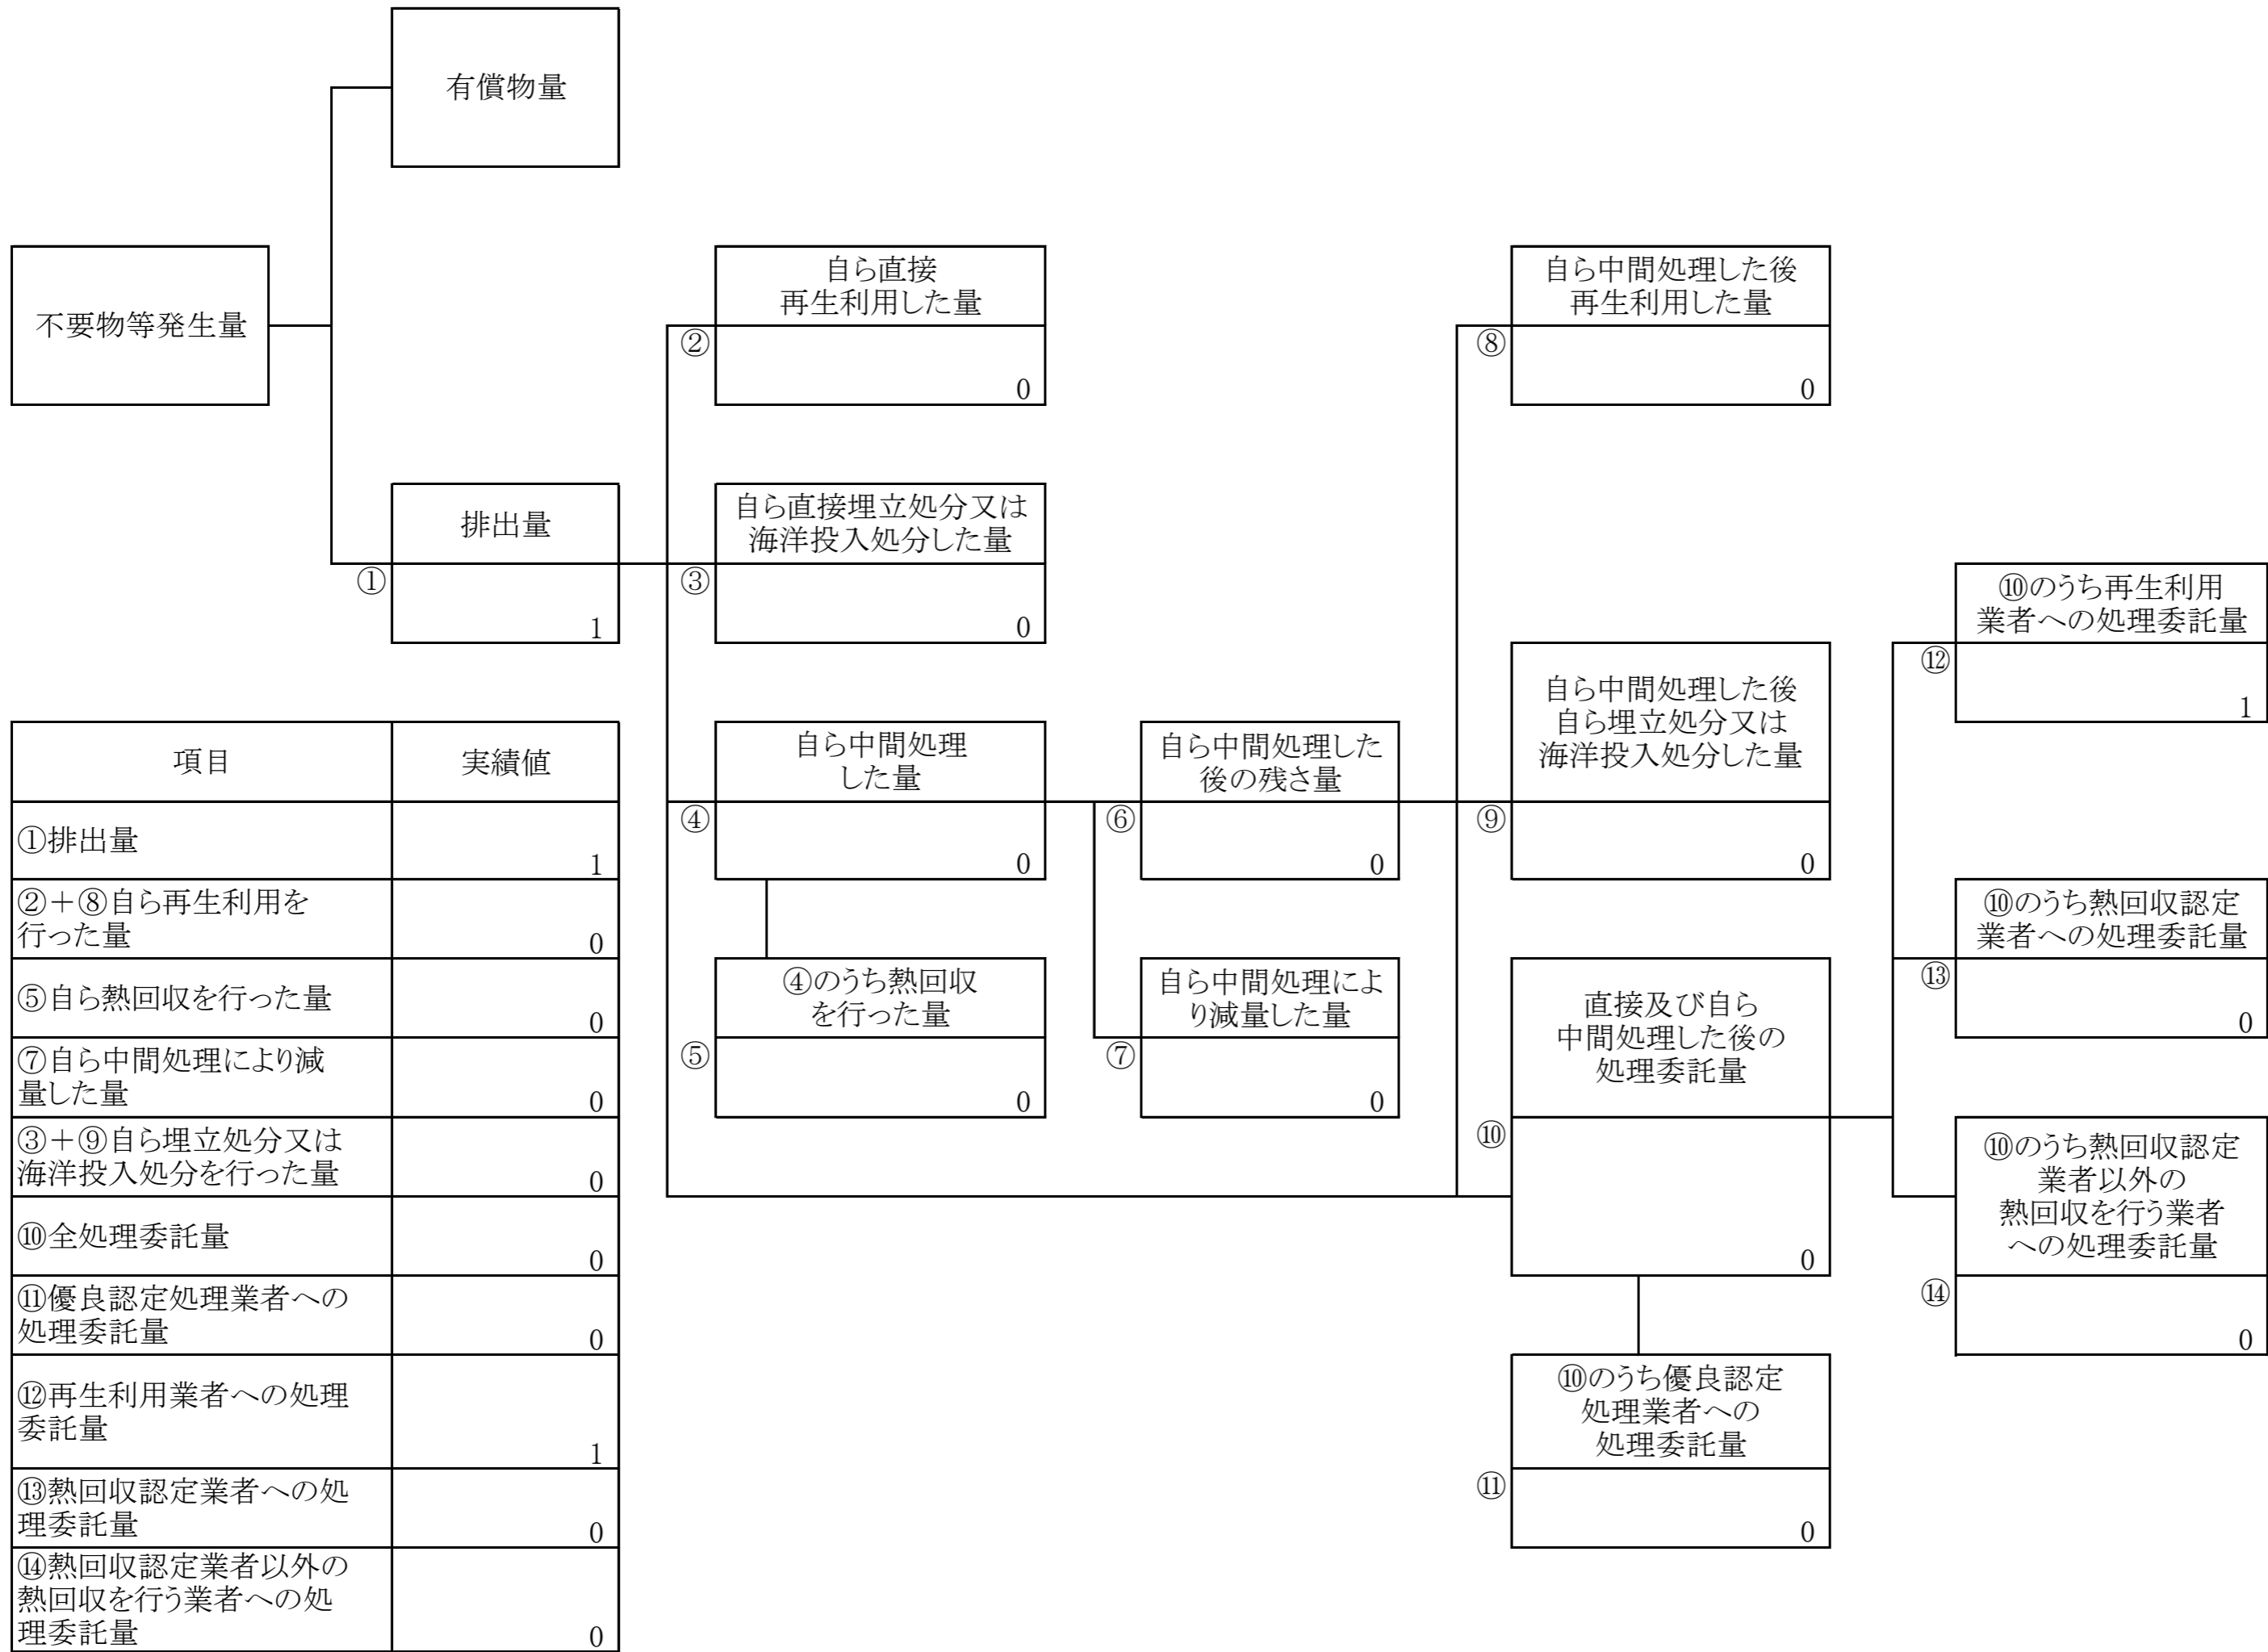 有償物量
不要物等発生量
自ら直接
再生利用した量
②
0
自ら中間処理した後
再生利用した量
⑧
0
排出量
①
1
自ら直接埋立処分又は
海洋投入処分した量
③
0
⑩のうち再生利用
業者への処理委託量
⑫
1
自ら中間処理
した量
④
0
自ら中間処理した
後の残さ量
⑥
0
自ら中間処理した後
自ら埋立処分又は
海洋投入処分した量
⑨
0
④のうち熱回収
を行った量
⑤
0
自ら中間処理によ
り減量した量
⑦
0
直接及び自ら
中間処理した後の
処理委託量
⑩
0
⑩のうち熱回収認定
業者への処理委託量
⑬
0
⑩のうち熱回収認定
業者以外の
熱回収を行う業者
への処理委託量
⑭
0
⑩のうち優良認定
処理業者への
処理委託量
⑪
0
項目 実績値
①排出量
1
②＋⑧自ら再生利用を
行った量 0
⑤自ら熱回収を行った量
0
⑦自ら中間処理により減
量した量 0
③＋⑨自ら埋立処分又は
海洋投入処分を行った量 0
⑩全処理委託量
0
⑪優良認定処理業者への
処理委託量 0
⑫再生利用業者への処理
委託量
1
⑬熱回収認定業者への処
理委託量 0
⑭熱回収認定業者以外の
熱回収を行う業者への処
理委託量 0